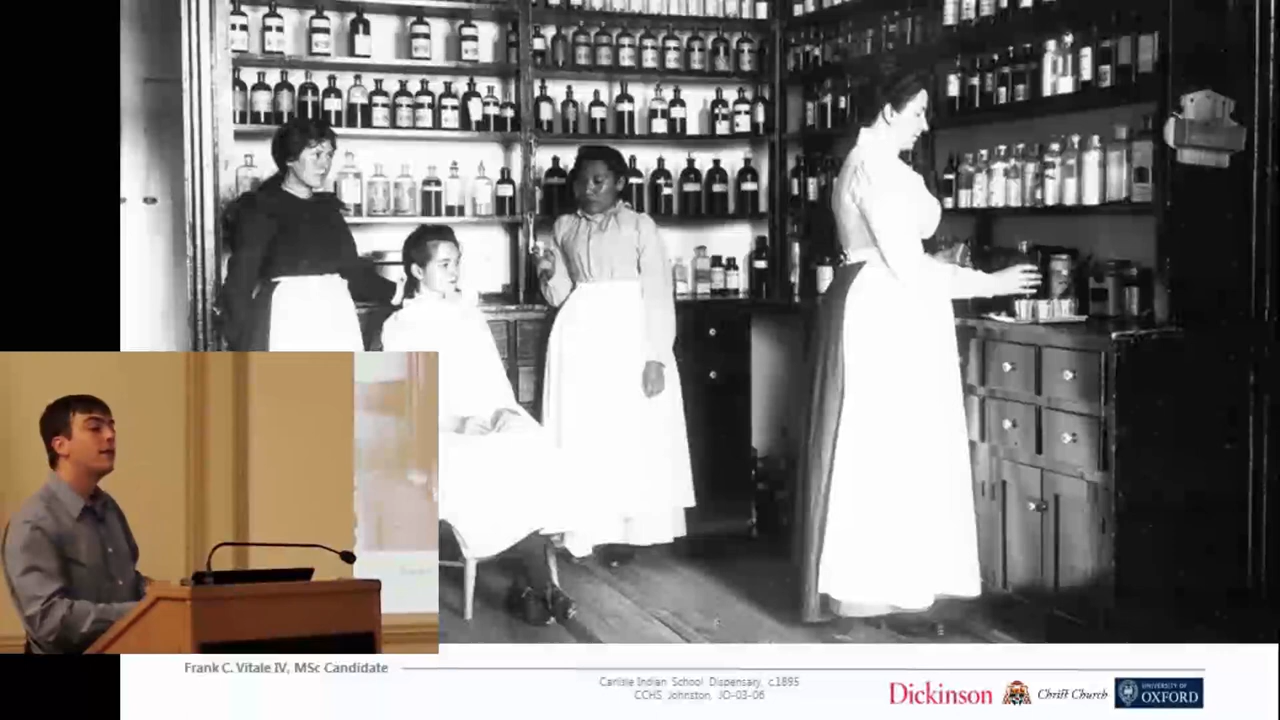 Frank C. Vitale IV, MSc Candidate
Carlisle Indian School Dispensary, c.1895
CCHS Johnston, JO-03-06
Dickinson
Christ Church
UNIVERSITY OF
OXFORD